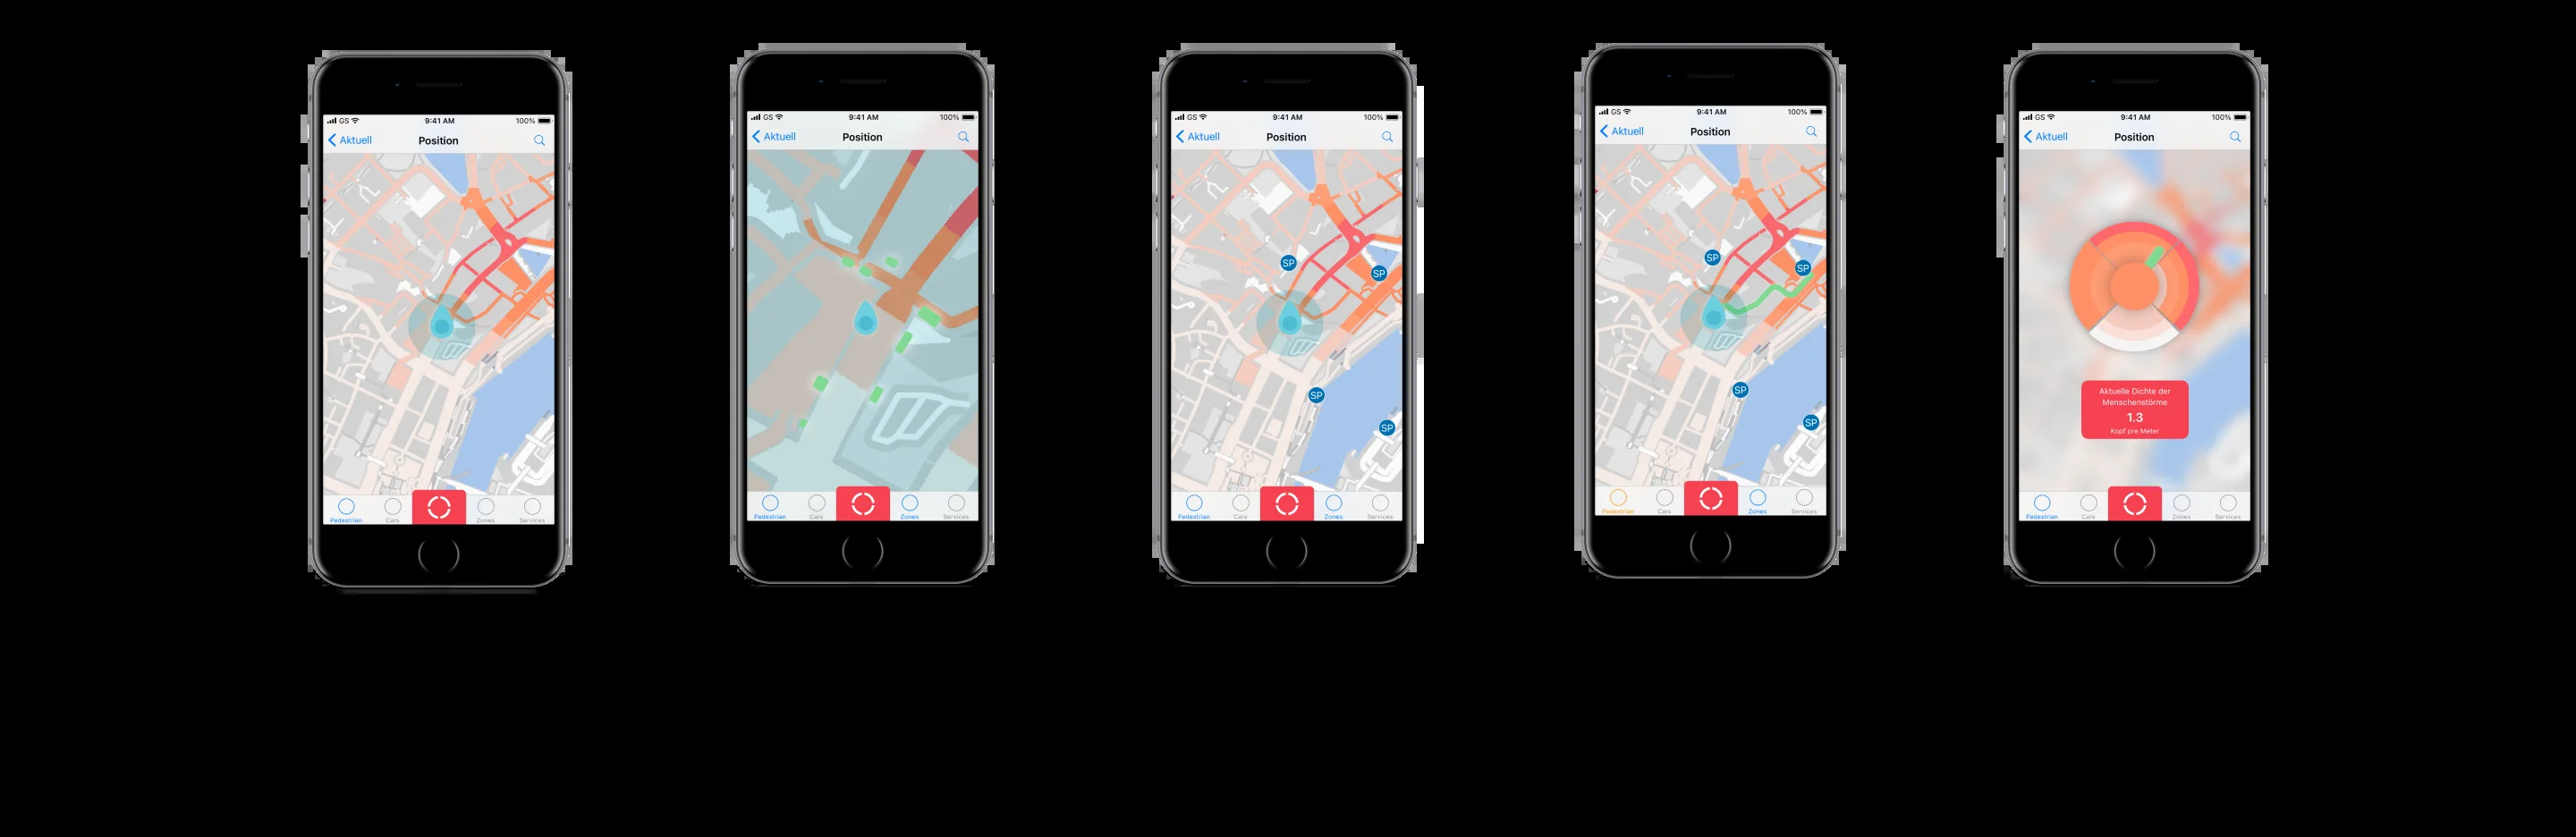 GS 9:41 AM 100%
Aktuell Position
Pedestrian Cars Zones Services
GS 9:41 AM 100%
Aktuell Position
Pedestrian Cars Zones Services
GS 9:41 AM 100%
Aktuell Position
SP
SP
SP
SP
Pedestrian Cars Zones Services
GS 9:41 AM 100%
Aktuell Position
SP
SP
SP
SP
Pedestrian Cars Zones Services
GS 9:41 AM 100%
Aktuell Position
Aktuelle Dichte der
Menschenstörme
1.3
Kopf pre Meter
Pedestrian Cars Zones Services